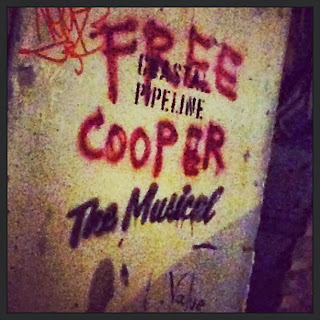 FREE
COASTAL
PIPELINE
COOPER
The Musical